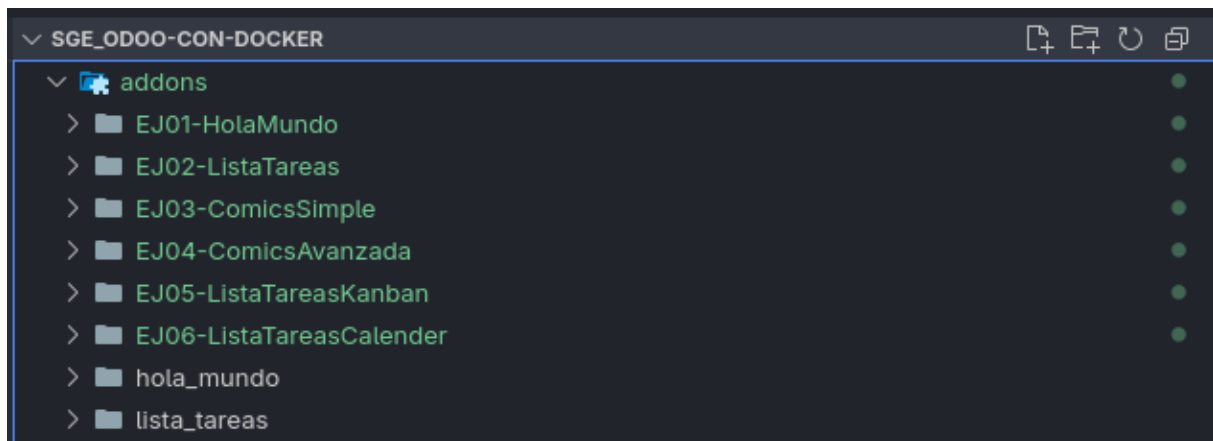 SGE_ODOO-CON-DOCKER
addons
EJ01-HolaMundo
EJ02-ListaTareas
EJ03-ComicsSimple
EJ04-ComicsAvanzada
EJ05-ListaTareasKanban
EJ06-ListaTareasCalender
hola_mundo
lista_tareas